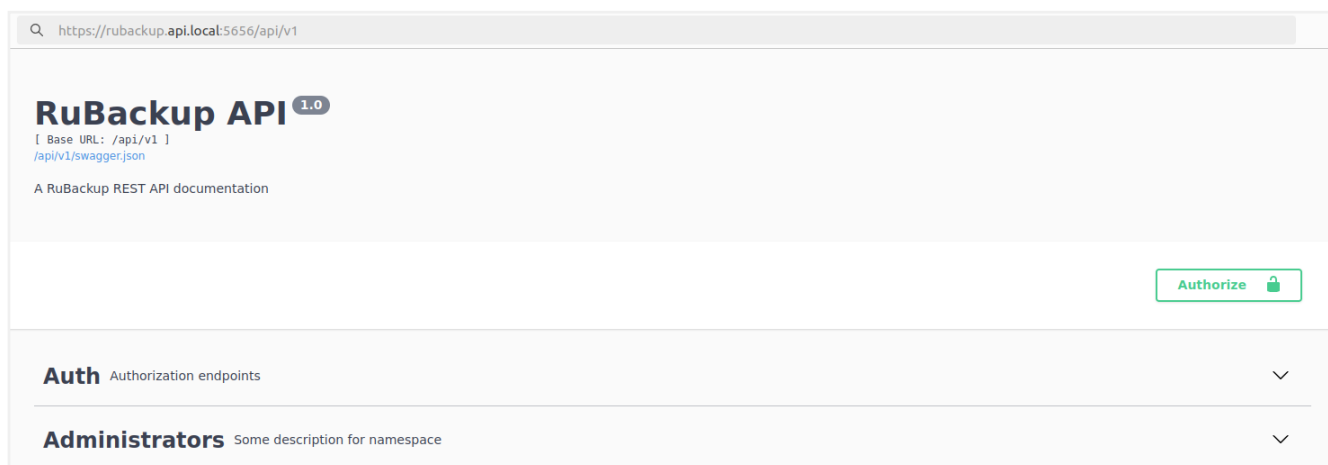 https://rubackup.api.local:5656/api/v1
RuBackup API 1.0
[ Base URL: /api/v1 ]
/api/v1/swagger.json
A RuBackup REST API documentation
Authorize
Auth Authorization endpoints
Administrators Some description for namespace